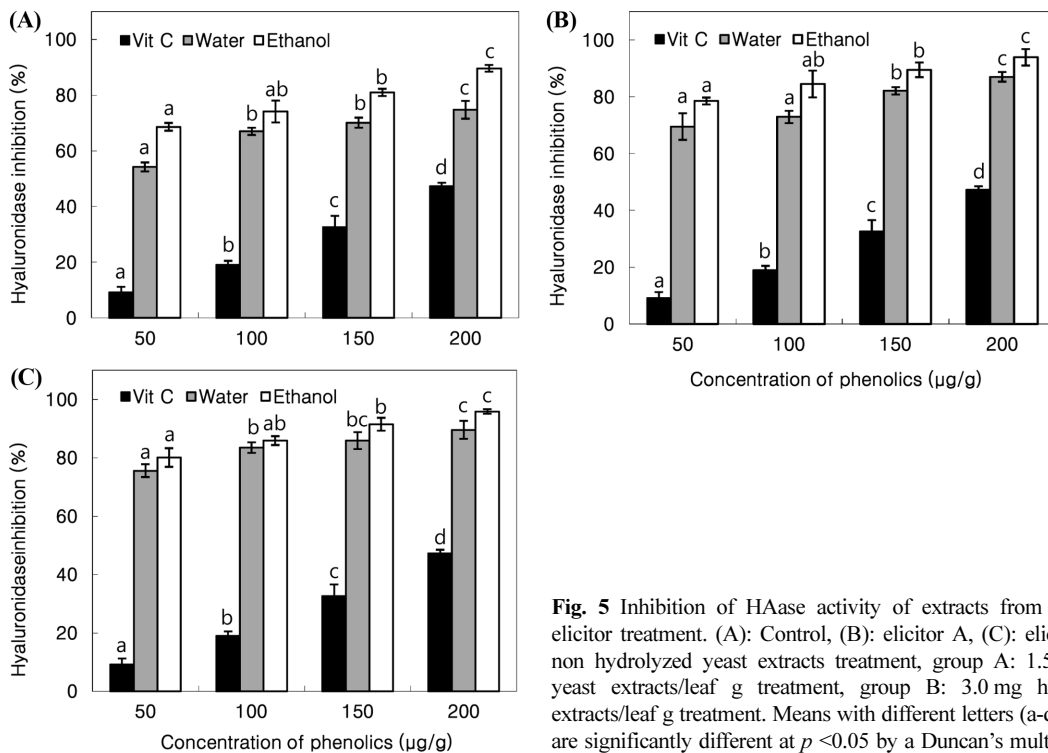 (A)
Vit C Water Ethanol
Hyaluronidase inhibition (%)
100
80
60
40
20
0
a a a
b b ab
c b b
d c c
50 100 150 200
(B)
Vit C Water Ethanol
Hyaluronidase inhibition (%)
100
80
60
40
20
0
a a a
b a ab
c b b
d c c
50 100 150 200
Concentration of phenolics (μg/g)
(C)
Vit C Water Ethanol
Hyaluronidaseinhibition (%)
100
80
60
40
20
0
a a a
b b ab
c bc b
d c c
50 100 150 200
Concentration of phenolics (μg/g)
Fig. 5 Inhibition of HAase activity of extracts from
elicitor treatment. (A): Control, (B): elicitor A, (C):
non hydrolyzed yeast extracts treatment, group A: 1.5
yeast extracts/leaf g treatment, group B: 3.0 mg
extracts/leaf g treatment. Means with different letters
are significantly different at p <0.05 by a Duncan's